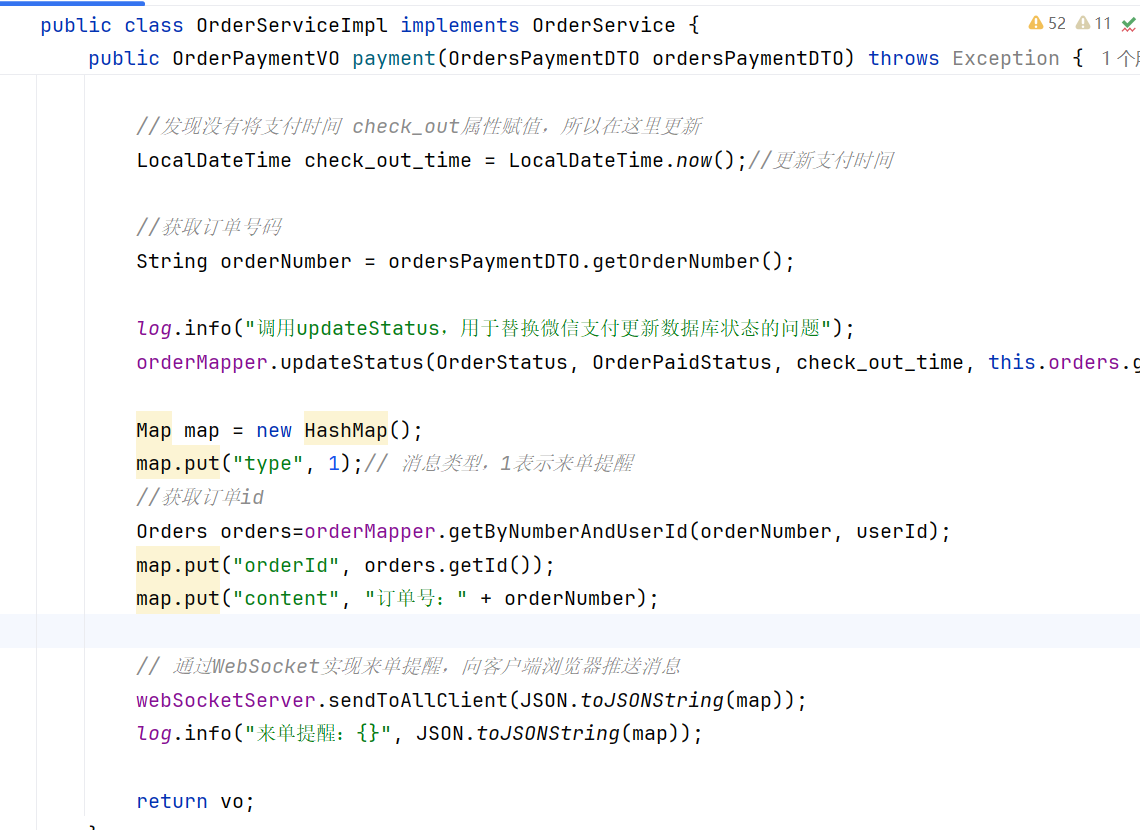 public class OrderServiceImpl implements OrderService {
52 11
public OrderPaymentVO payment(OrdersPaymentDTO ordersPaymentDTO) throws Exception { 1 个
//发现没有将支付时间 check_out属性赋值，所以在这里更新
LocalDateTime check_out_time = LocalDateTime.now();//更新支付时间
//获取订单号码
String orderNumber = ordersPaymentDTO.getOrderNumber();
log.info("调用updateStatus，用于替换微信支付更新数据库状态的问题");
orderMapper.updateStatus(OrderStatus, OrderPaidStatus, check_out_time, this.orders.g
Map map = new HashMap();
map.put("type", 1);// 消息类型，1表示来单提醒
//获取订单id
Orders orders=orderMapper.getByNumberAndUserId(orderNumber, userId);
map.put("orderId", orders.getId());
map.put("content", "订单号：" + orderNumber);
// 通过WebSocket实现来单提醒，向客户端浏览器推送消息
webSocketServer.sendToAllClient(JSON.toJSONString(map));
log.info("来单提醒：{}", JSON.toJSONString(map));
return vo;
}